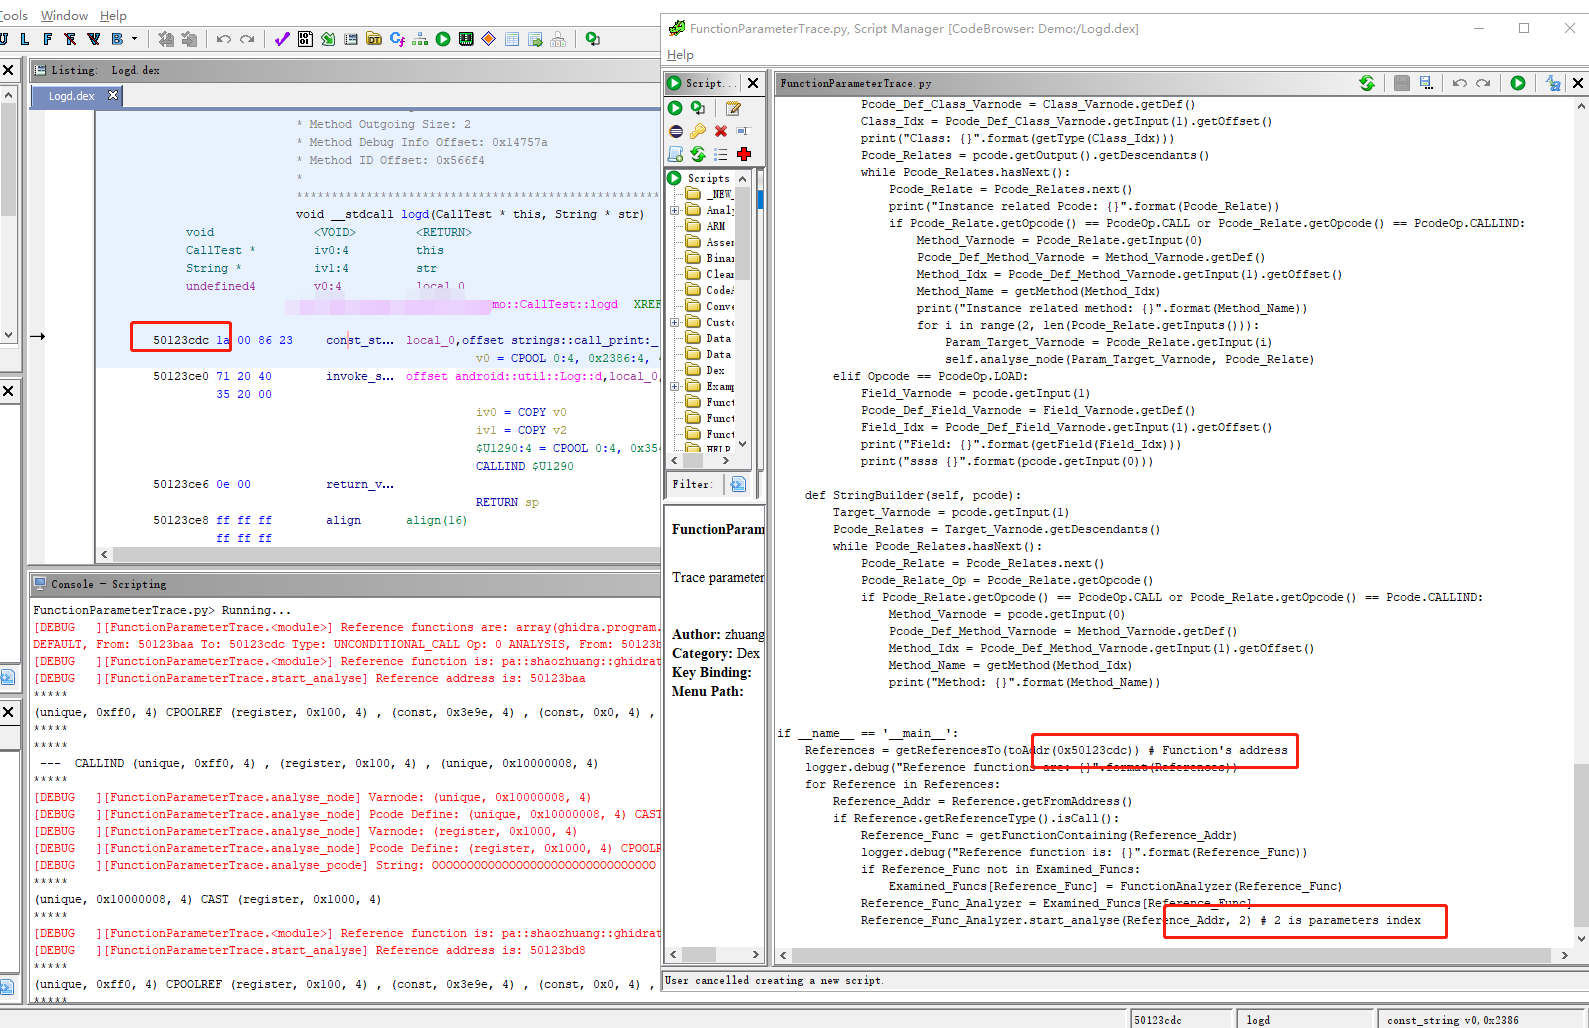 Tools Window Help
U L F B
Listing: Logd.dex
Logd.dex
* Method Outgoing Size: 2
* Method Debug Info Offset: 0x14757a
* Method ID Offset: 0x566f4
*
void __stdcall logd(CallTest * this, String * str)
void <VOID> <RETURN>
CallTest * iv0:4 this
String * iv1:4 str
undefined4 v0:4 local_0
mo::CallTest::logd XREF
50123cdc 1a 00 86 23 const_st... local_0,offset strings::call_print:_
v0 = CPOOL 0:4, 0x2386:4,
50123ce0 71 20 40 invoke_s... offset android::util::Log::d,local_0,
35 20 00
iv0 = COPY v0
iv1 = COPY v2
$U1290:4 = CPOOL 0:4, 0x354
CALLIND $U1290
50123ce6 0e 00 return_v...
RETURN sp
50123ce8 ff ff ff align align(16)
ff ff ff
Console - Scripting
FunctionParameterTrace.py> Running...
[DEBUG ][FunctionParameterTrace.<module>] Reference functions are: array(ghidra.program.
DEFAULT, From: 50123baa To: 50123cdc Type: UNCONDITIONAL_CALL Op: 0 ANALYSIS, From: 50123b
[DEBUG ][FunctionParameterTrace.<module>] Reference function is: pa::shaozhuang::ghidrat
[DEBUG ][FunctionParameterTrace.start_analyse] Reference address is: 50123baa
*****
(unique, 0xff0, 4) CPOOLREF (register, 0x100, 4) , (const, 0x3e9e, 4) , (const, 0x0, 4) ,
*****
*****
--- CALLIND (unique, 0xff0, 4) , (register, 0x100, 4) , (unique, 0x10000008, 4)
*****
[DEBUG ][FunctionParameterTrace.analyse_node] Varnode: (unique, 0x10000008, 4)
[DEBUG ][FunctionParameterTrace.analyse_node] Pcode Define: (unique, 0x10000008, 4) CAST
[DEBUG ][FunctionParameterTrace.analyse_node] Varnode: (register, 0x1000, 4)
[DEBUG ][FunctionParameterTrace.analyse_node] Pcode Define: (register, 0x1000, 4) CPOOLR
[DEBUG ][FunctionParameterTrace.analyse_pcode] String: OOOOOOOOOOOOOOOOOOOOOOOOOOOOOOOO
*****
(unique, 0x10000008, 4) CAST (register, 0x1000, 4)
*****
[DEBUG ][FunctionParameterTrace.<module>] Reference function is: pa::shaozhuang::ghidrat
[DEBUG ][FunctionParameterTrace.start_analyse] Reference address is: 50123bd8
*****
(unique, 0xff0, 4) CPOOLREF (register, 0x100, 4) , (const, 0x3e9e, 4) , (const, 0x0, 4) ,
*****
FunctionParameterTrace.py, Script Manager [CodeBrowser: Demo:/Logd.dex]
Help
Script...
Scripts
_NEW_
Analy
ARM
Assem
Binar
Clean
CodeA
Conve
Custo
Data
Data
Dex
Examp
Funct
Funct
Funct
HELP
Filter:
FunctionParam
Trace parameter
Author: zhuang
Category: Dex
Key Binding:
Menu Path:
FunctionParameterTrace.py
Pcode_Def_Class_Varnode = Class_Varnode.getDef()
Class_Idx = Pcode_Def_Class_Varnode.getInput(1).getOffset()
print("Class: {}".format(getType(Class_Idx)))
Pcode_Relates = pcode.getOutput().getDescendants()
while Pcode_Relates.hasNext():
Pcode_Relate = Pcode_Relates.next()
print("Instance related Pcode: {}".format(Pcode_Relate))
if Pcode_Relate.getOpcode() == PcodeOp.CALL or Pcode_Relate.getOpcode() == PcodeOp.CALLIND:
Method_Varnode = Pcode_Relate.getInput(0)
Pcode_Def_Method_Varnode = Method_Varnode.getDef()
Method_Idx = Pcode_Def_Method_Varnode.getInput(1).getOffset()
Method_Name = getMethod(Method_Idx)
print("Instance related method: {}".format(Method_Name))
for i in range(2, len(Pcode_Relate.getInputs())):
Param_Target_Varnode = Pcode_Relate.getInput(i)
self.analyse_node(Param_Target_Varnode, Pcode_Relate)
elif Opcode == PcodeOp.LOAD:
Field_Varnode = pcode.getInput(1)
Pcode_Def_Field_Varnode = Field_Varnode.getDef()
Field_Idx = Pcode_Def_Field_Varnode.getInput(1).getOffset()
print("Field: {}".format(getField(Field_Idx)))
print("ssss {}".format(pcode.getInput(0)))
def StringBuilder(self, pcode):
Target_Varnode = pcode.getInput(1)
Pcode_Relates = Target_Varnode.getDescendants()
while Pcode_Relates.hasNext():
Pcode_Relate = Pcode_Relates.next()
Pcode_Relate_Op = Pcode_Relate.getOpcode()
if Pcode_Relate.getOpcode() == PcodeOp.CALL or Pcode_Relate.getOpcode() == Pcode.CALLIND:
Method_Varnode = pcode.getInput(0)
Pcode_Def_Method_Varnode = Method_Varnode.getDef()
Method_Idx = Pcode_Def_Method_Varnode.getInput(1).getOffset()
Method_Name = getMethod(Method_Idx)
print("Method: {}".format(Method_Name))
if __name__ == '__main__':
References = getReferencesTo(toAddr(0x50123cdc)) # Function's address
logger.debug("Reference functions are: {}".format(References))
for Reference in References:
Reference_Addr = Reference.getFromAddress()
if Reference.getReferenceType().isCall():
Reference_Func = getFunctionContaining(Reference_Addr)
logger.debug("Reference function is: {}".format(Reference_Func))
if Reference_Func not in Examined_Funcs:
Examined_Funcs[Reference_Func] = FunctionAnalyzer(Reference_Func)
Reference_Func_Analyzer = Examined_Funcs[Reference_Func]
Reference_Func_Analyzer.start_analyse(Reference_Addr, 2) # 2 is parameters index
User cancelled creating a new script.
50123cdc logd const_string v0,0x2386